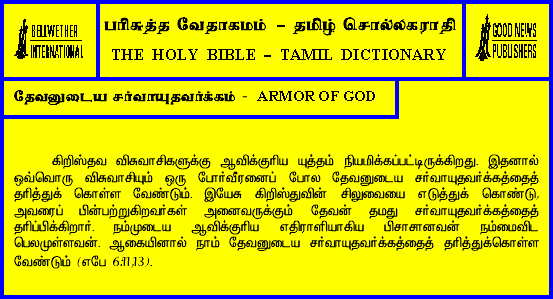 BELLWETHER
INTERNATIONAL
பரிசுத்த வேதாகமம் – தமிழ் சொல்லகராதி
THE HOLY BIBLE – TAMIL DICTIONARY
GOOD NEWS
PUBLISHERS
தேவனுடைய சர்வாயுதவர்க்கம் - ARMOR OF GOD
கிறிஸ்தவ விசுவாசிகளுக்கு ஆவிக்குரிய யுத்தம் நியமிக்கப்பட்டிருக்கிறது. இதனால்
ஒவ்வொரு விசுவாசியும் ஒரு போர்வீரனைப் போல தேவனுடைய சர்வாயுதவர்க்கத்தைத்
தரித்துக் கொள்ள வேண்டும். இயேசு கிறிஸ்துவின் சிலுவையை எடுத்துக் கொண்டு,
அவரைப் பின்பற்றுகிறவர்கள் அனைவருக்கும் தேவன் தமது சர்வாயுதவர்க்கத்தைத்
தரிப்பிக்கிறார். நம்முடைய ஆவிக்குரிய எதிராளியாகிய பிசாசானவன் நம்மைவிட
பெலமுள்ளவன். ஆகையினால் நாம் தேவனுடைய சர்வாயுதவர்க்கத்தைத் தரித்துக்கொள்ள
வேண்டும் (எபே 6:11,13).